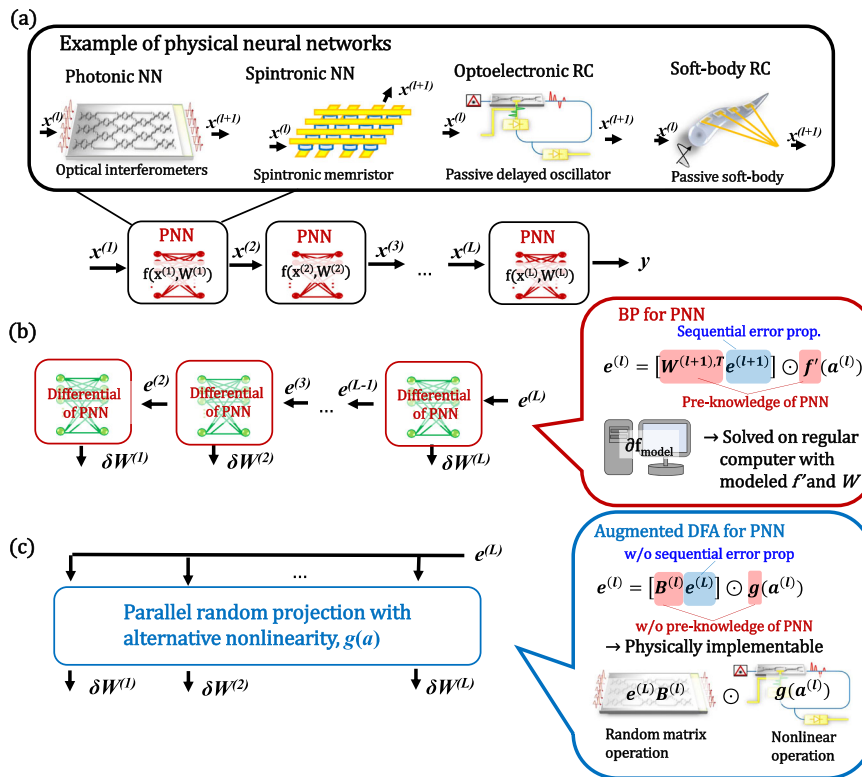 (a)
Example of physical neural networks
Photonic NN
Spintronic NN
Optoelectronic RC
Soft-body RC
x^(l)
x^(l+1)
x^(l)
x^(l+1)
x^(l)
x^(l+1)
x^(l)
x^(l+1)
Optical interferometers
Spintronic memristor
Passive delayed oscillator
Passive soft-body
x^(1)
PNN
f(x^(1),W^(1))
x^(2)
PNN
f(x^(2),W^(2))
x^(3)
...
x^(L)
PNN
f(x^(L),W^(L))
y
(b)
Differential
of PNN
e^(2)
Differential
of PNN
e^(3)
...
e^(L-1)
Differential
of PNN
e^(L)
δW^(1)
δW^(2)
δW^(L)
BP for PNN
Sequential error prop.
e^(l) = [W^(l+1),T e^(l+1)] ⊙ f'(a^(l))
Pre-knowledge of PNN
∂f_model
→ Solved on regular
computer with
modeled f' and W
(c)
e^(L)
...
Parallel random projection with
alternative nonlinearity, g(a)
δW^(1)
δW^(2)
δW^(L)
Augmented DFA for PNN
w/o sequential error prop
e^(l) = [B^(l) e^(L)] ⊙ g(a^(l))
w/o pre-knowledge of PNN
→ Physically implementable
e^(L)B^(l)
⊙
g(a^(l))
Random matrix
operation
Nonlinear
operation